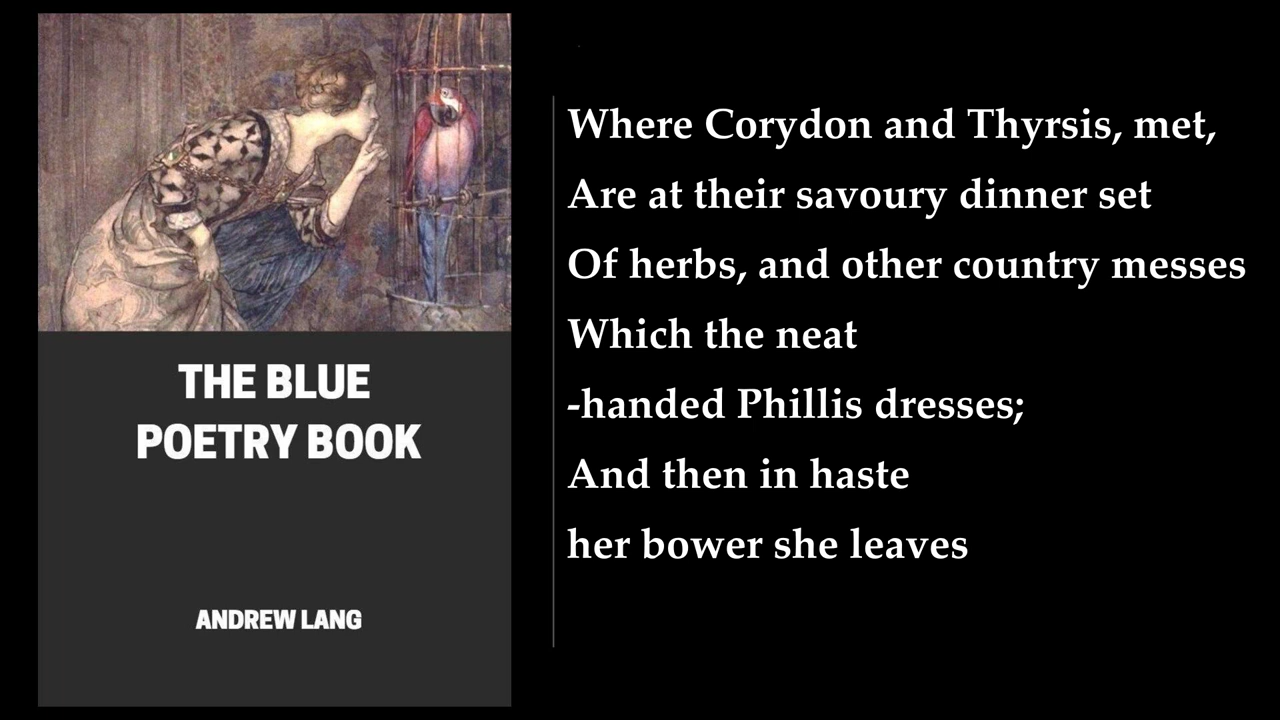 THE BLUE
POETRY BOOK
ANDREW LANG
Where Corydon and Thyrsis, met,
Are at their savoury dinner set
Of herbs, and other country messes
Which the neat
-handed Phillis dresses;
And then in haste
her bower she leaves